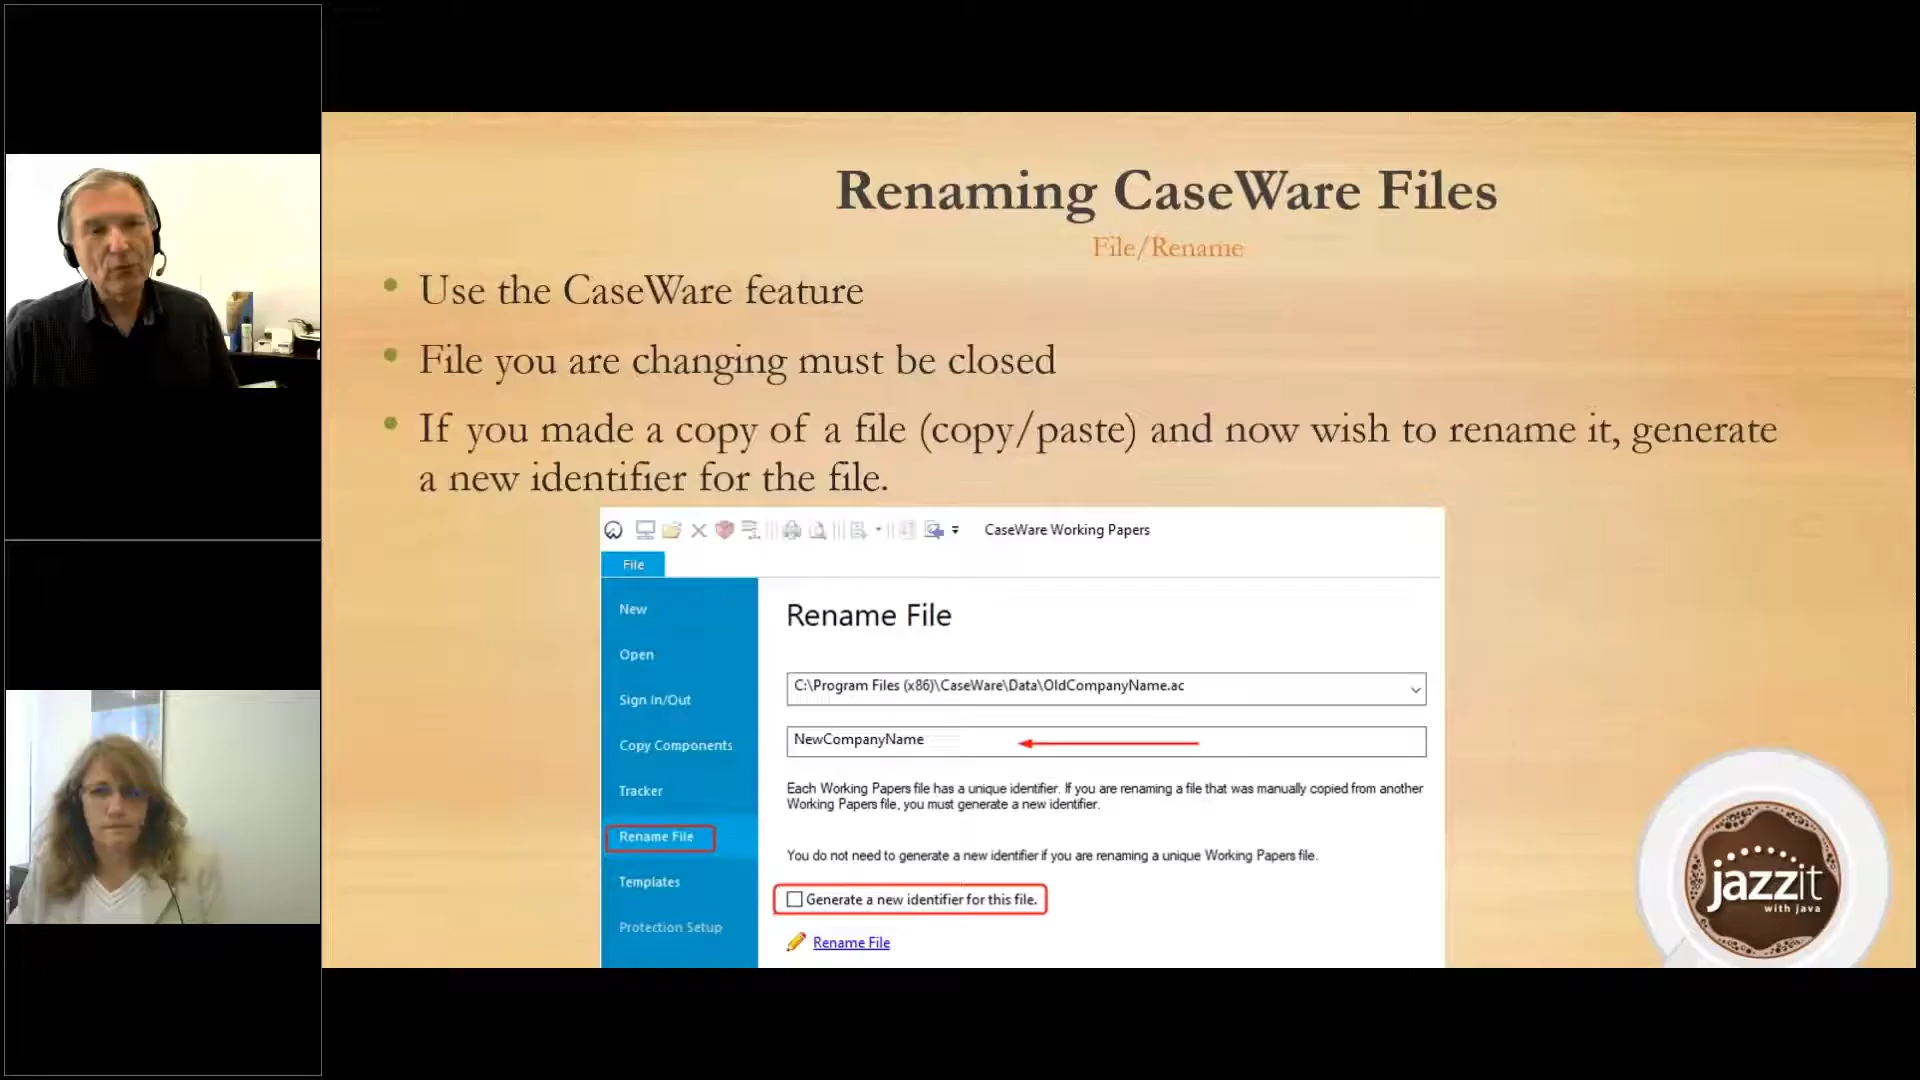 Renaming CaseWare Files
File/Rename
Use the CaseWare feature
File you are changing must be closed
If you made a copy of a file (copy/paste) and now wish to rename it, generate
a new identifier for the file.
CaseWare Working Papers
File
New
Open
Sign In/Out
Copy Components
Tracker
Rename File
Templates
Protection Setup
Rename File
C:\Program Files (x86)\CaseWare\Data\OldCompanyName.ac
NewCompanyName
Each Working Papers file has a unique identifier. If you are renaming a file that was manually copied from another
Working Papers file, you must generate a new identifier.
You do not need to generate a new identifier if you are renaming a unique Working Papers file.
Generate a new identifier for this file.
Rename File
jazzit
with java